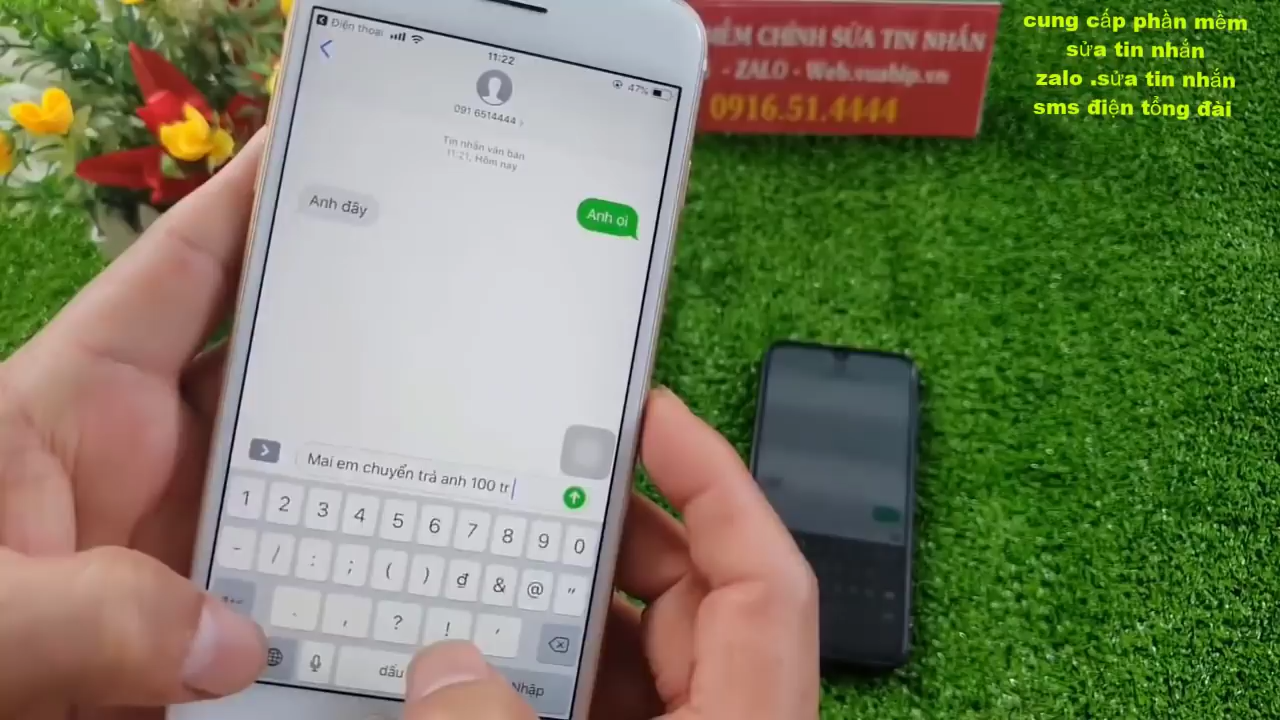 Điện thoại
11:22
47%
091 6514444 >
Tin nhắn văn bản
11:21, Hôm nay
Anh ơi
Anh đây
Mai em chuyển trả anh 100 tr
1 2 3 4 5 6 7 8 9 0
- / : ; ( ) đ & @ "
. , ? ! '
dấu
Nhập
MỀM CHỈNH SỬA TIN NHẮN
- ZALO - Web.vuabip.vn
0916.51.4444
cung cấp phần mềm
sửa tin nhắn
zalo .sửa tin nhắn
sms điện tổng đài